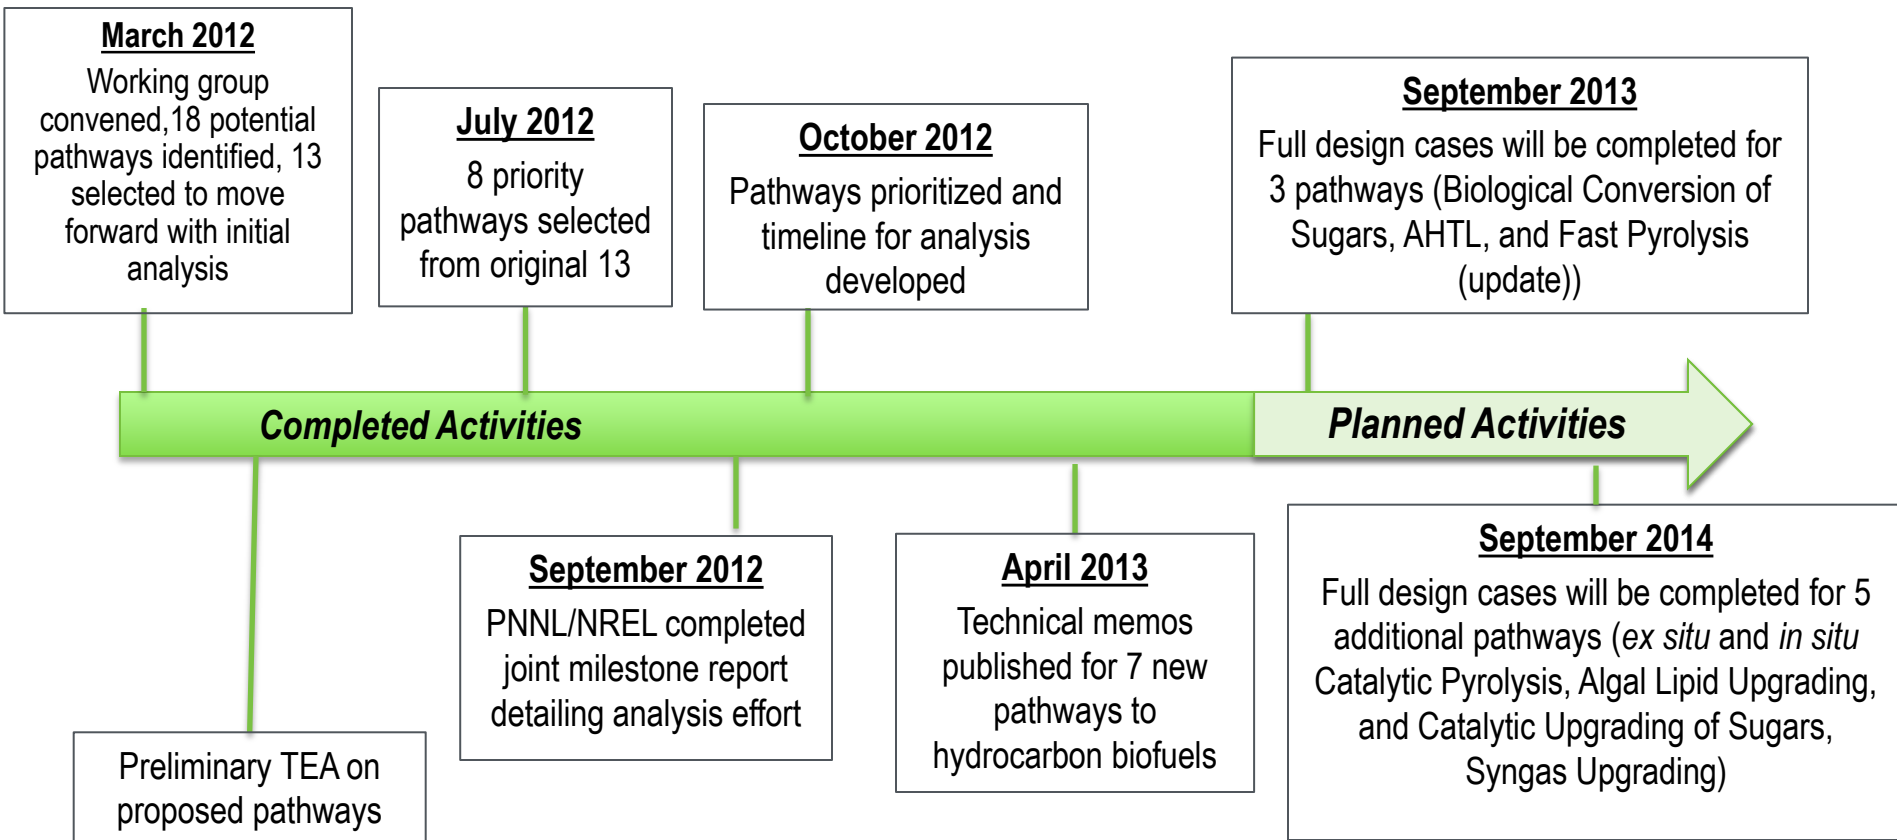 March 2012
Working group
convened,18 potential
pathways identified, 13
selected to move
forward with initial
analysis
July 2012
8 priority
pathways selected
from original 13
October 2012
Pathways prioritized and
timeline for analysis
developed
September 2013
Full design cases will be completed for
3 pathways (Biological Conversion of
Sugars, AHTL, and Fast Pyrolysis
(update))
Completed Activities
Planned Activities
Preliminary TEA on
proposed pathways
September 2012
PNNL/NREL completed
joint milestone report
detailing analysis effort
April 2013
Technical memos
published for 7 new
pathways to
hydrocarbon biofuels
September 2014
Full design cases will be completed for 5
additional pathways (ex situ and in situ
Catalytic Pyrolysis, Algal Lipid Upgrading,
and Catalytic Upgrading of Sugars,
Syngas Upgrading)